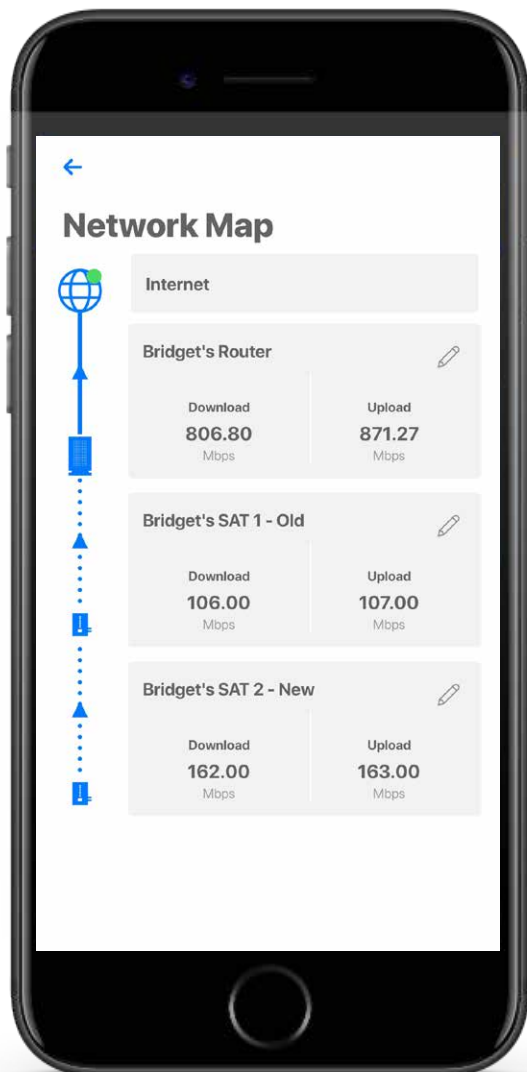 Network Map
Internet
Bridget's Router
Download Upload
806.80 871.27
Mbps Mbps
Bridget's SAT 1 - Old
Download Upload
106.00 107.00
Mbps Mbps
Bridget's SAT 2 - New
Download Upload
162.00 163.00
Mbps Mbps